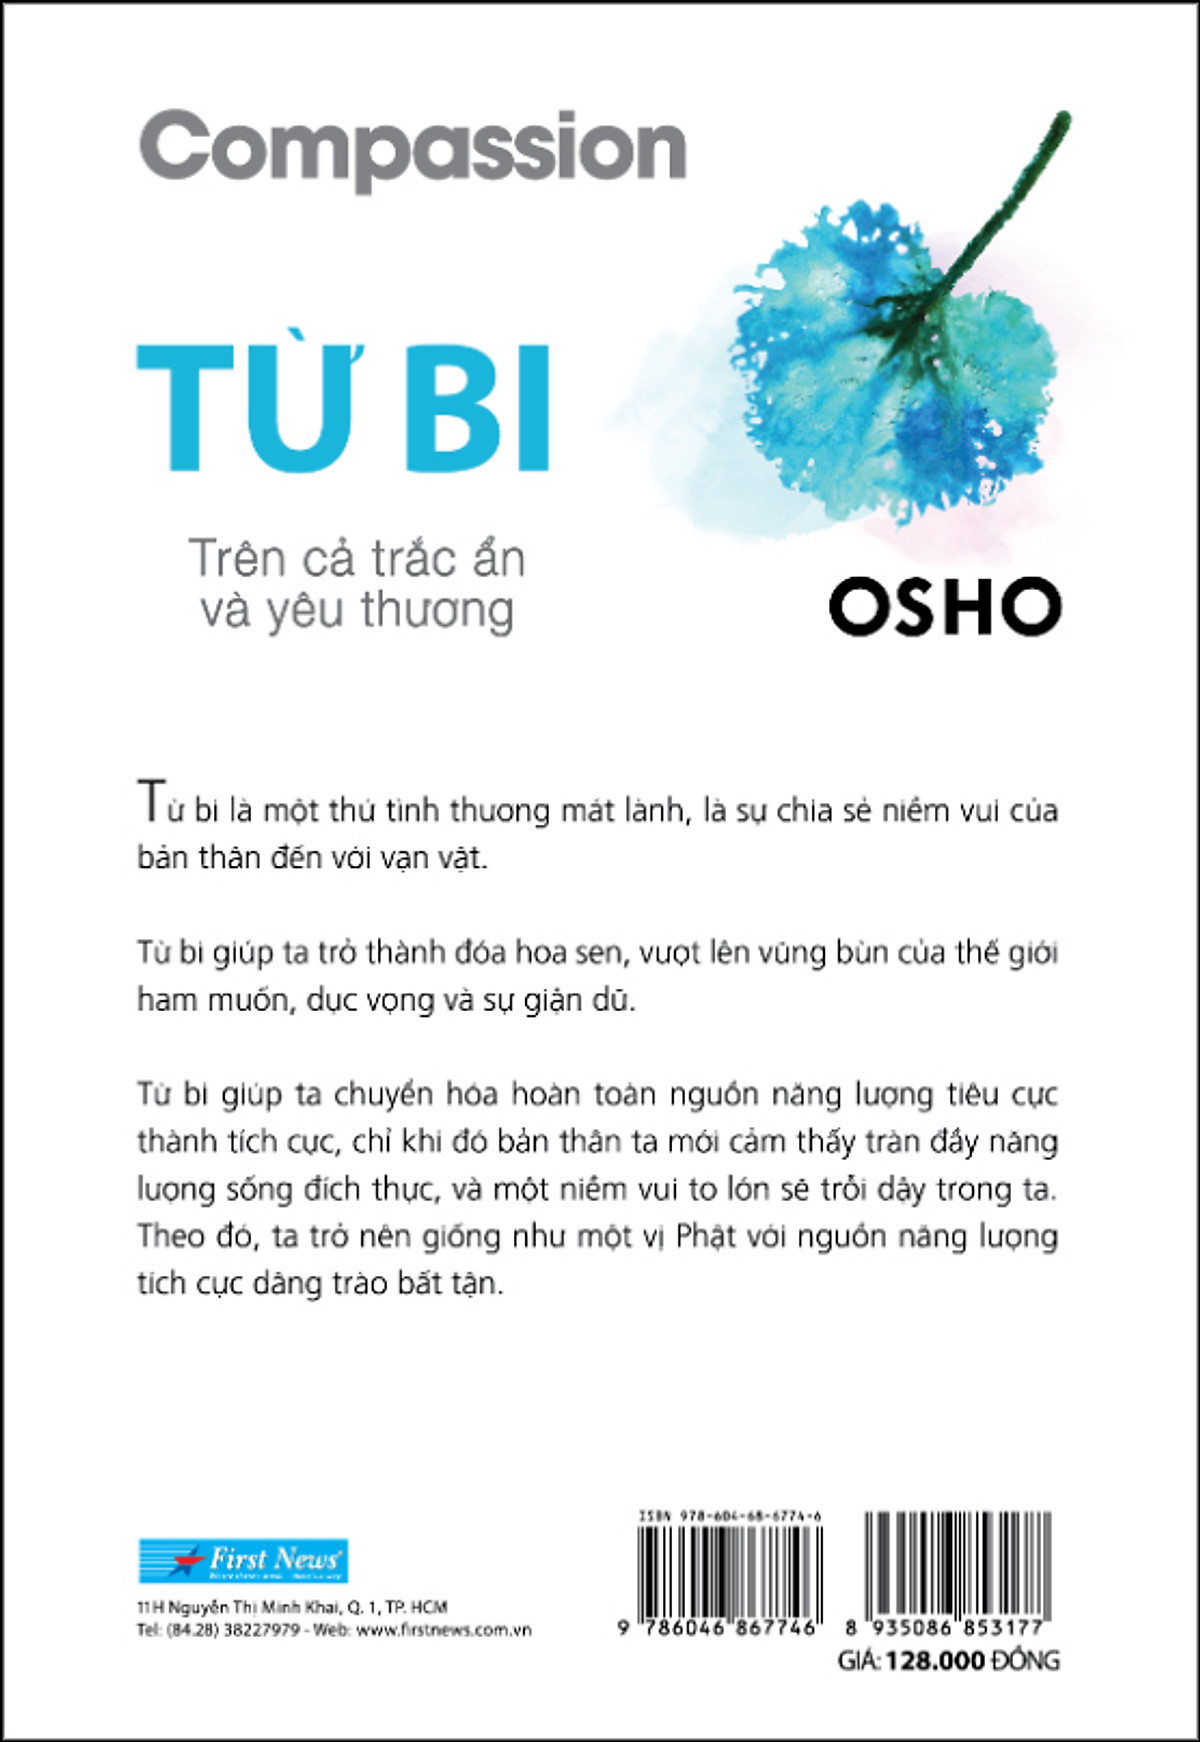 Compassion
TỪ BI
Trên cả trắc ẩn
và yêu thương
OSHO
Từ bi là một thứ tình thương mát lành, là sự chia sẻ niềm vui của
bản thân đến với vạn vật.
Từ bi giúp ta trở thành đóa hoa sen, vượt lên vũng bùn của thế giới
ham muốn, dục vọng và sự giận dữ.
Từ bi giúp ta chuyển hóa hoàn toàn nguồn năng lượng tiêu cực
thành tích cực, chỉ khi đó bản thân ta mới cảm thấy tràn đầy năng
lượng sống đích thực, và một niềm vui to lớn sẽ trỗi dậy trong ta.
Theo đó, ta trở nên giống như một vị Phật với nguồn năng lượng
tích cực dâng trào bất tận.
ISBN 978-604-68-6774-6
First News
11H Nguyễn Thị Minh Khai, Q. 1, TP. HCM
Tel: (84.28) 38227979 - Web: www.firstnews.com.vn
9 786046 867746
8 935086 853177
GIÁ: 128.000 ĐỒNG